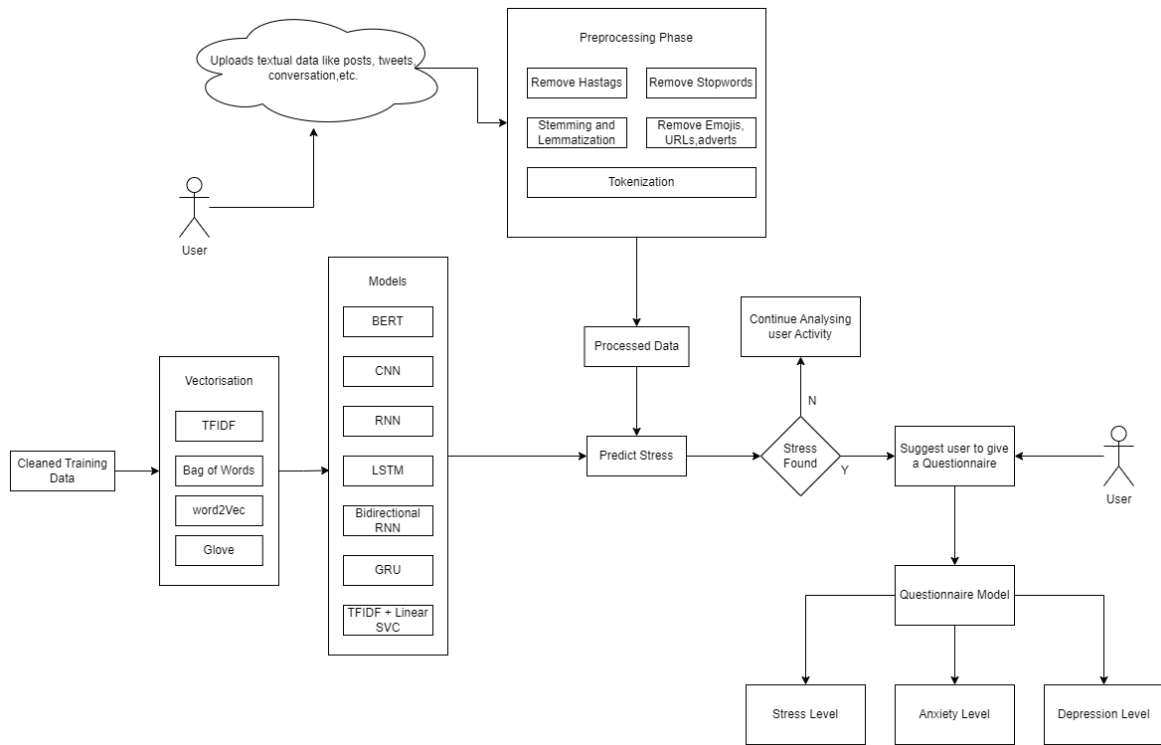 Uploads textual data like posts, tweets,
conversation,etc.
User
Preprocessing Phase
Remove Hastags
Remove Stopwords
Stemming and
Lemmatization
Remove Emojis,
URLs,adverts
Tokenization
Processed Data
Cleaned Training
Data
Vectorisation
TFIDF
Bag of Words
word2Vec
Glove
Models
BERT
CNN
RNN
LSTM
Bidirectional
RNN
GRU
TFIDF + Linear
SVC
Predict Stress
Stress
Found
N
Y
Continue Analysing
user Activity
Suggest user to give
a Questionnaire
User
Questionnaire Model
Stress Level
Anxiety Level
Depression Level